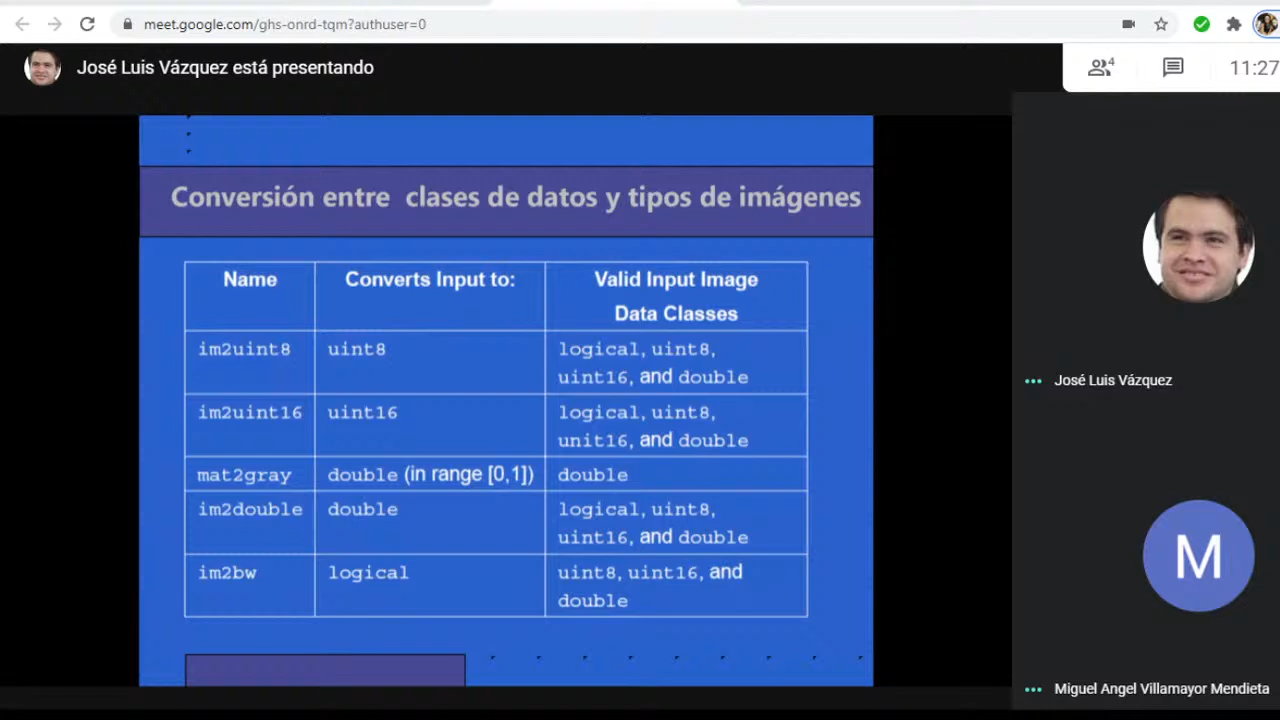 meet.google.com/ghs-onrd-tqm?authuser=0
José Luis Vázquez está presentando
4
11:27
Conversión entre clases de datos y tipos de imágenes
Name Converts Input to: Valid Input Image
Data Classes
im2uint8 uint8 logical, uint8,
uint16, and double
im2uint16 uint16 logical, uint8,
unit16, and double
mat2gray double (in range [0,1]) double
im2double double logical, uint8,
uint16, and double
im2bw logical uint8, uint16, and
double
José Luis Vázquez
M
Miguel Angel Villamayor Mendieta